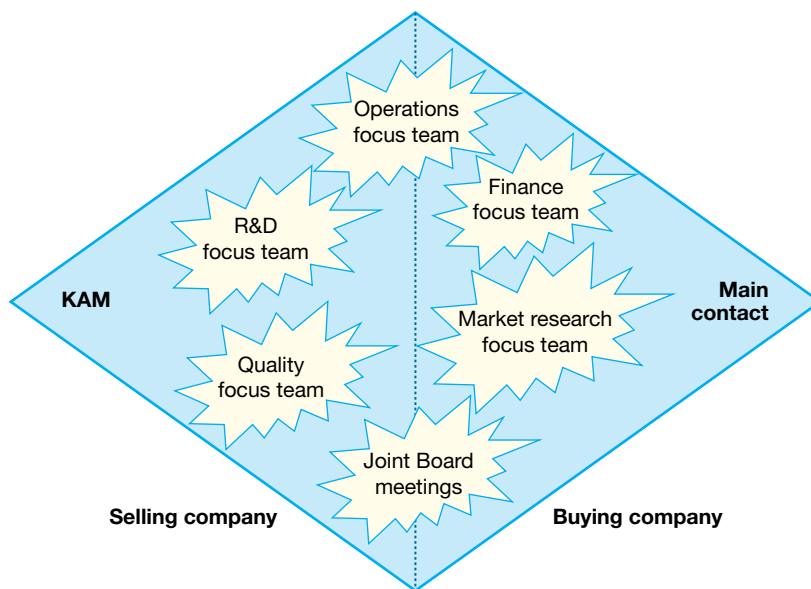 Operations
focus team
Finance
focus team
R&D
focus team
KAM
Main
contact
Market research
focus team
Quality
focus team
Joint Board
meetings
Selling company
Buying company